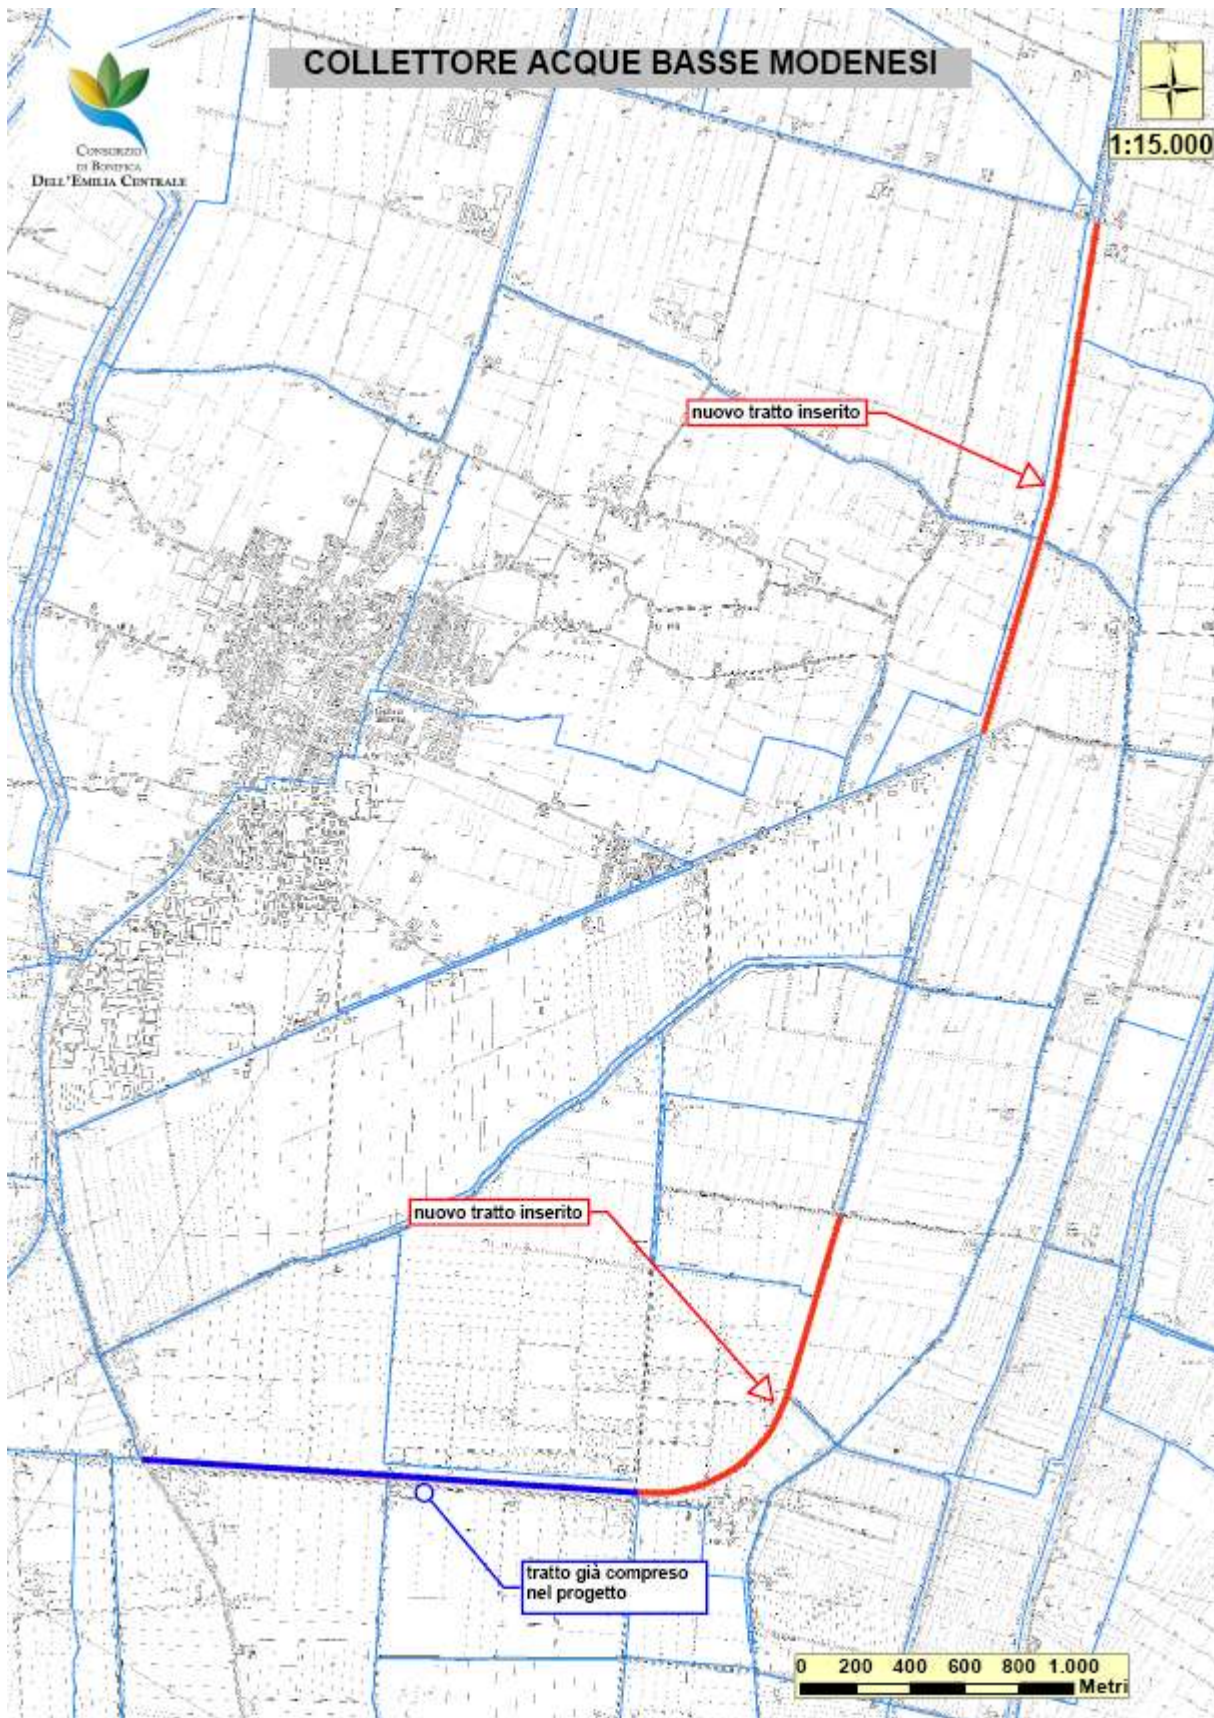 COLLETTORE ACQUE BASSE MODENESI
N
1:15.000
CONSORZIO
DI BONIFICA
DELL'EMILIA CENTRALE
nuovo tratto inserito
nuovo tratto inserito
tratto già compreso
nel progetto
0 200 400 600 800 1.000
Metri